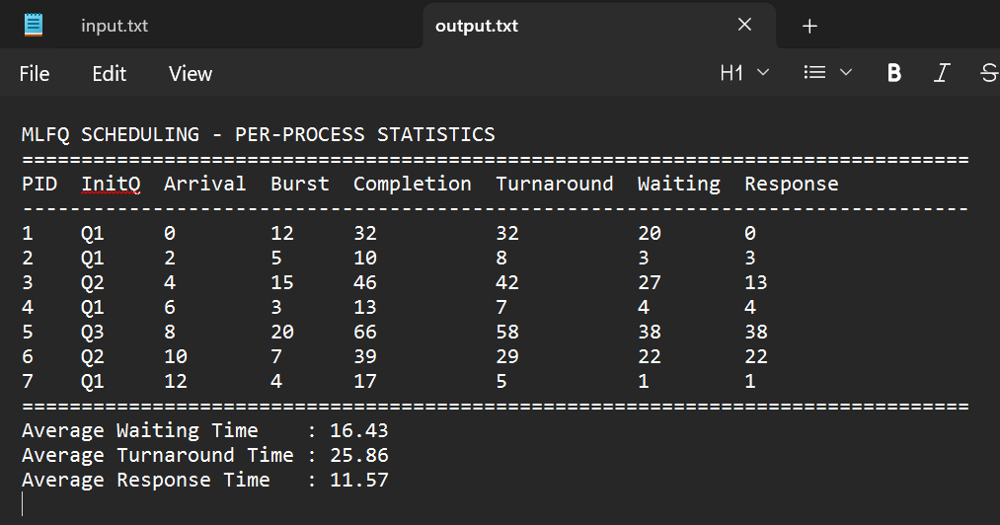 input.txt output.txt
File Edit View H1 B I S
MLFQ SCHEDULING - PER-PROCESS STATISTICS
================================================================================
PID InitQ Arrival Burst Completion Turnaround Waiting Response
--------------------------------------------------------------------------------
1 Q1 0 12 32 32 20 0
2 Q1 2 5 10 8 3 3
3 Q2 4 15 46 42 27 13
4 Q1 6 3 13 7 4 4
5 Q3 8 20 66 58 38 38
6 Q2 10 7 39 29 22 22
7 Q1 12 4 17 5 1 1
================================================================================
Average Waiting Time : 16.43
Average Turnaround Time : 25.86
Average Response Time : 11.57